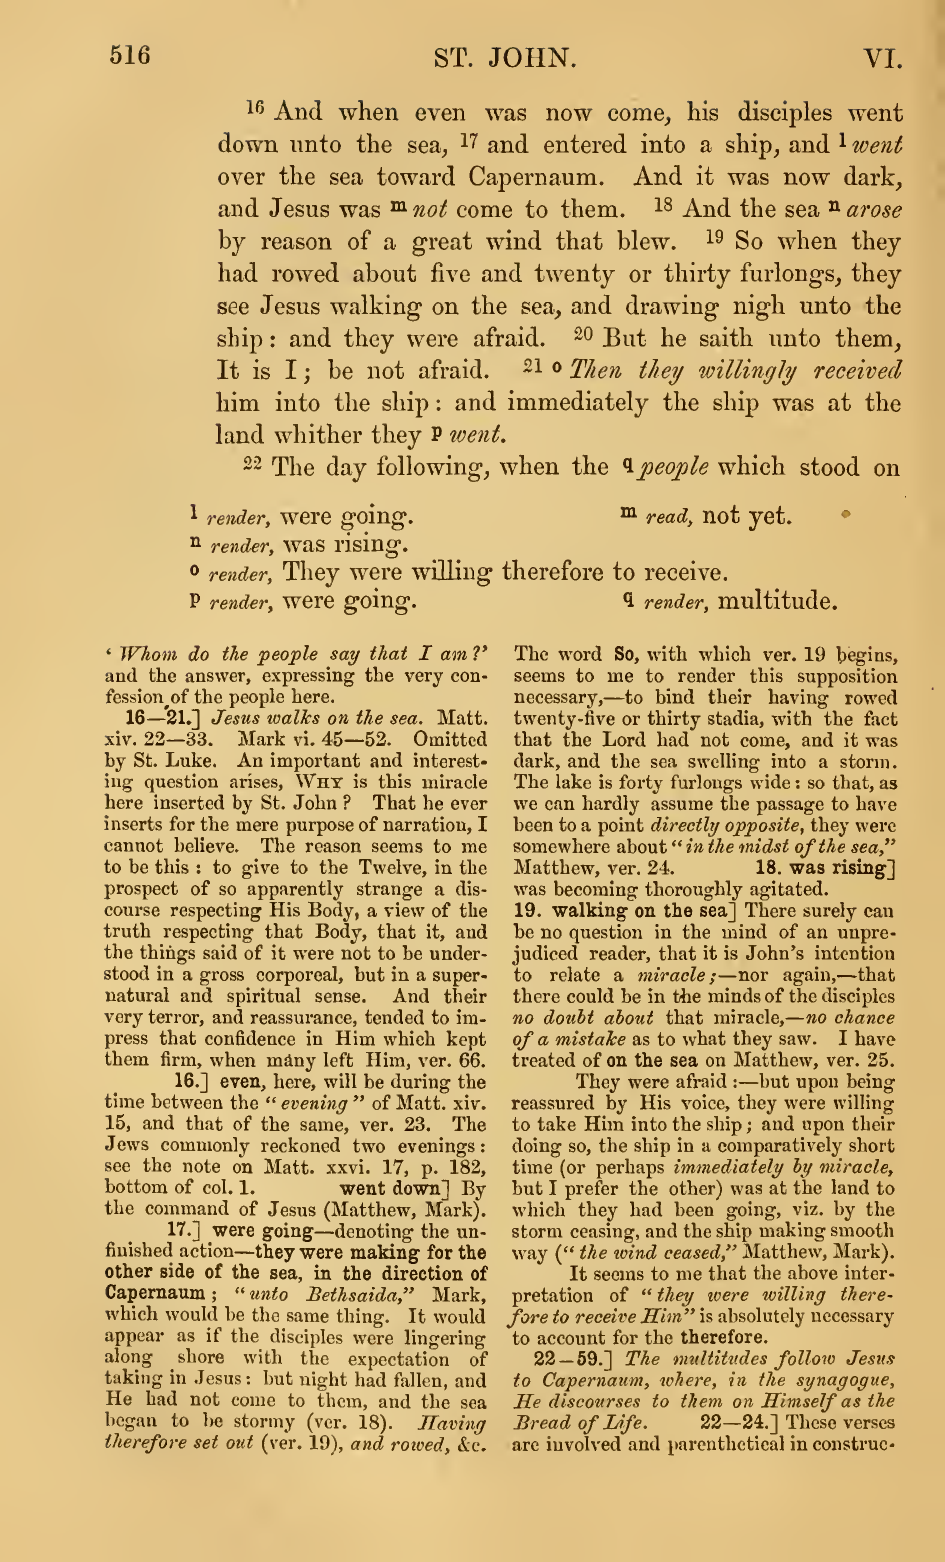 516 ST. JOHN. VI.
16 And when even was now come, his disciples went
down unto the sea, 17 and entered into a ship, and l went
over the sea toward Capernaum. And it was now dark,
and Jesus was m not come to them. 18 And the sea n arose
by reason of a great wind that blew. 19 So when they
had rowed about five and twenty or thirty furlongs, they
see Jesus walking on the sea, and drawing nigh unto the
ship : and they were afraid. 20 But he saith unto them,
It is I ; be not afraid. 21 o Then they willingly received
him into the ship : and immediately the ship was at the
land whither they p went.
22 The day following, when the q people which stood on
l render, were going. m read, not yet.
n render, was rising.
o render, They were willing therefore to receive.
p render, were going. q render, multitude.
‘ Whom do the people say that I am ?’
and the answer, expressing the very con-
fession of the people here.
16—21.] Jesus walks on the sea. Matt.
xiv. 22—33. Mark vi. 45—52. Omitted
by St. Luke. An important and interest-
ing question arises, WHY is this miracle
here inserted by St. John ? That he ever
inserts for the mere purpose of narration, I
cannot believe. The reason seems to me
to be this : to give to the Twelve, in the
prospect of so apparently strange a dis-
course respecting His Body, a view of the
truth respecting that Body, that it, and
the things said of it were not to be under-
stood in a gross corporeal, but in a super-
natural and spiritual sense. And their
very terror, and reassurance, tended to im-
press that confidence in Him which kept
them firm, when many left Him, ver. 66.
16.] even, here, will be during the
time between the “ evening ” of Matt. xiv.
15, and that of the same, ver. 23. The
Jews commonly reckoned two evenings :
see the note on Matt. xxvi. 17, p. 182,
bottom of col. 1. went down] By
the command of Jesus (Matthew, Mark).
17.] were going—denoting the un-
finished action—they were making for the
other side of the sea, in the direction of
Capernaum ; “unto Bethsaida,” Mark,
which would be the same thing. It would
appear as if the disciples were lingering
along shore with the expectation of
taking in Jesus : but night had fallen, and
He had not come to them, and the sea
began to be stormy (ver. 18). Having
therefore set out (ver. 19), and rowed, &c.
The word So, with which ver. 19 begins,
seems to me to render this supposition
necessary,—to bind their having rowed
twenty-five or thirty stadia, with the fact
that the Lord had not come, and it was
dark, and the sea swelling into a storm.
The lake is forty furlongs wide : so that, as
we can hardly assume the passage to have
been to a point directly opposite, they were
somewhere about “in the midst of the sea,”
Matthew, ver. 24. 18. was rising]
was becoming thoroughly agitated.
19. walking on the sea] There surely can
be no question in the mind of an unpre-
judiced reader, that it is John's intention
to relate a miracle ;—nor again,—that
there could be in the minds of the disciples
no doubt about that miracle,—no chance
of a mistake as to what they saw. I have
treated of on the sea on Matthew, ver. 25.
They were afraid :—but upon being
reassured by His voice, they were willing
to take Him into the ship ; and upon their
doing so, the ship in a comparatively short
time (or perhaps immediately by miracle,
but I prefer the other) was at the land to
which they had been going, viz. by the
storm ceasing, and the ship making smooth
way (“ the wind ceased,” Matthew, Mark).
It seems to me that the above inter-
pretation of “ they were willing there-
fore to receive Him” is absolutely necessary
to account for the therefore.
22—59.] The multitudes follow Jesus
to Capernaum, where, in the synagogue,
He discourses to them on Himself as the
Bread of Life. 22—24.] These verses
are involved and parenthetical in construc-